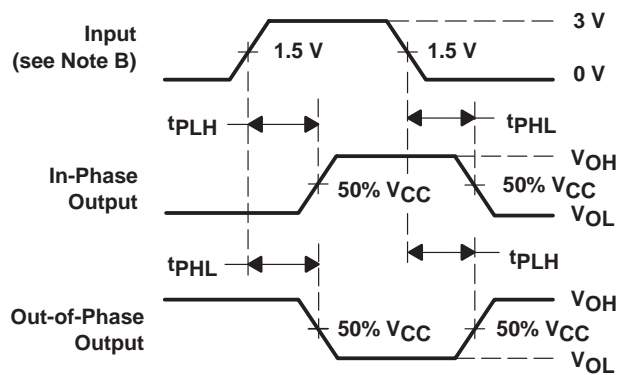 3 V
Input
(see Note B)
1.5 V
1.5 V
0 V
tPLH
tPHL
VOH
In-Phase
Output
50% VCC
50% VCC
VOL
tPHL
tPLH
VOH
Out-of-Phase
Output
50% VCC
50% VCC
VOL